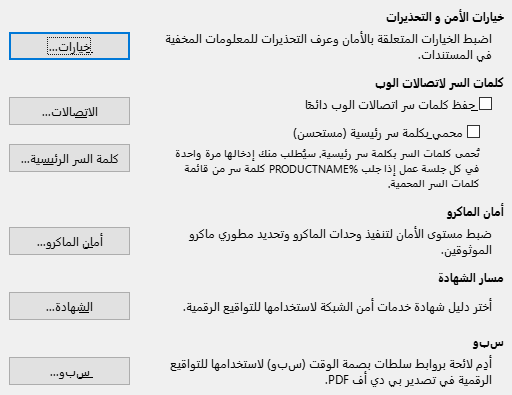 خيارات الأمن و التحذيرات
اضبط الخيارات المتعلقة بالأمان وعرف التحذيرات للمعلومات المخفية
في المستندات.
خيارات...
كلمات السر لاتصالات الوب
حفظ كلمات سر اتصالات الوب دائمًا
الاتصالات...
محمي بكلمة سر رئيسية (مستحسن)
تُحمى كلمات السر بكلمة سر رئيسية. سيُطلب منك إدخالها مرة واحدة
في كل جلسة عمل إذا جلب %PRODUCTNAME كلمة سر من قائمة
كلمات السر المحمية.
كلمة السر الرئيسية...
أمان الماكرو
ضبط مستوى الأمان لتنفيذ وحدات الماكرو وتحديد مطوري ماكرو
الموثوقين.
أمان الماكرو...
مسار الشهادة
أختر دليل شهادة خدمات أمن الشبكة لاستخدامها للتواقيع الرقمية.
الشهادة...
س‌ب‌و
أدِم لائحة بروابط سلطات بصمة الوقت (س‌ب‌و) لاستخدامها للتواقيع
الرقمية في تصدير بي دي أف PDF.
س‌ب‌و...